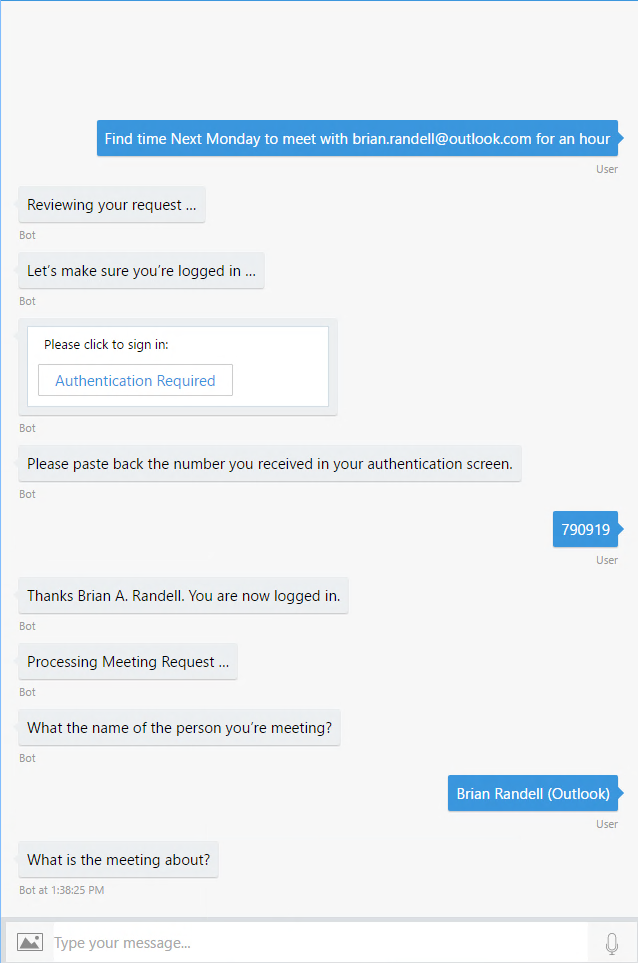 Find time Next Monday to meet with brian.randell@outlook.com for an hour
User
Reviewing your request ...
Bot
Let's make sure you're logged in ...
Bot
Please click to sign in:
Authentication Required
Bot
Please paste back the number you received in your authentication screen.
Bot
790919
User
Thanks Brian A. Randell. You are now logged in.
Bot
Processing Meeting Request ...
Bot
What the name of the person you're meeting?
Bot
Brian Randell (Outlook)
User
What is the meeting about?
Bot at 1:38:25 PM
Type your message...